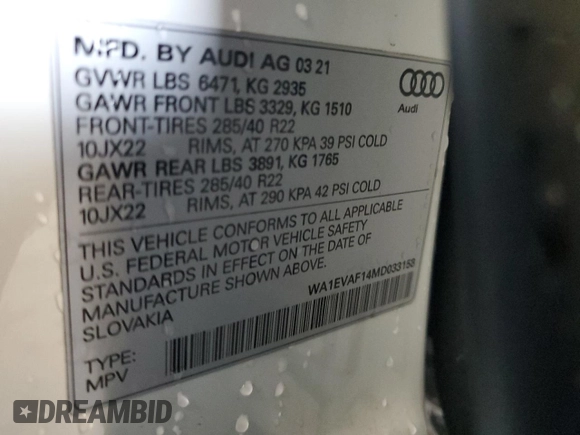 MFD. BY AUDI AG 03 21
GVWR LBS 6471, KG 2935
GAWR FRONT LBS 3329, KG 1510
FRONT-TIRES 285/40 R22
10JX22 RIMS, AT 270 KPA 39 PSI COLD
GAWR REAR LBS 3891, KG 1765
REAR-TIRES 285/40 R22
10JX22 RIMS, AT 290 KPA 42 PSI COLD
Audi
THIS VEHICLE CONFORMS TO ALL APPLICABLE
U.S. FEDERAL MOTOR VEHICLE SAFETY
STANDARDS IN EFFECT ON THE DATE OF
MANUFACTURE SHOWN ABOVE.
SLOVAKIA
WA1EVAF14MD033158
TYPE:
MPV
DREAMBID